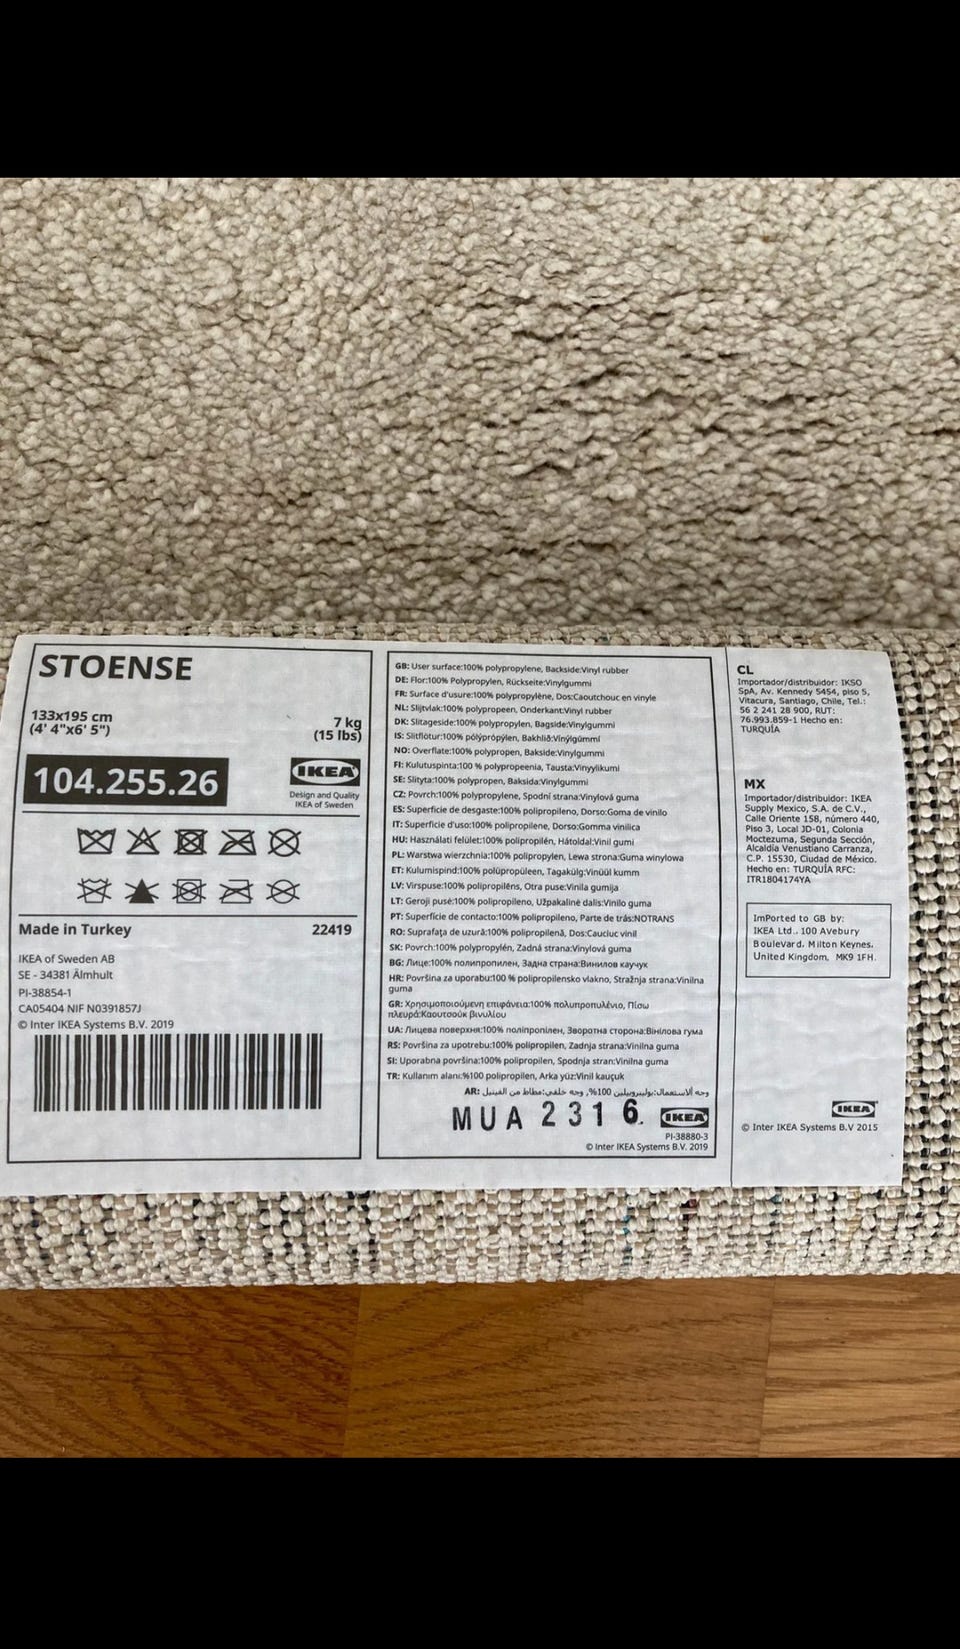 STOENSE
133x195 cm
(4' 4"x6' 5")
7 kg
(15 lbs)
104.255.26
IKEA
Design and Quality
IKEA of Sweden
Made in Turkey
22419
IKEA of Sweden AB
SE - 34381 Älmhult
PI-38854-1
CA05404 NIF N0391857J
© Inter IKEA Systems B.V. 2019
GB: User surface:100% polypropylene, Backside:Vinyl rubber
DE: Flor:100% Polypropylen, Rückseite:Vinylgummi
FR: Surface d'usure:100% polypropylène, Dos:Caoutchouc en vinyle
NL: Slijtvlak:100% polypropeen, Onderkant:Vinyl rubber
DK: Slitageside:100% polypropylen, Bagside:Vinylgummi
IS: Slitflötur:100% pólýprópýlen, Bakhlið:Vinýlgúmmí
NO: Overflate:100% polypropen, Bakside:Vinylgummi
FI: Kulutuspinta:100 % polypropeenia, Tausta:Vinyylikumi
SE: Slityta:100% polypropen, Baksida:Vinylgummi
CZ: Povrch:100% polypropylene, Spodní strana:Vinylová guma
ES: Superficie de desgaste:100% polipropileno, Dorso:Goma de vinilo
IT: Superficie d'uso:100% polipropilene, Dorso:Gomma vinilica
HU: Használati felület:100% polipropilén, Hátoldal:Vinil gumi
PL: Warstwa wierzchnia:100% polipropylen, Lewa strona:Guma winylowa
ET: Kulumispind:100% polüpropüleen, Tagakülg:Vinüül kumm
LV: Virspuse:100% polipropilēns, Otra puse:Vinila gumija
LT: Geroji pusė:100% polipropileno, Užpakalinė dalis:Vinilo guma
PT: Superfície de contacto:100% polipropileno, Parte de trás:NOTRANS
RO: Suprafaţa de uzură:100% polipropilenă, Dos:Cauciuc vinil
SK: Povrch:100% polypropylén, Zadná strana:Vinylová guma
BG: Лице:100% полипропилен, Задна страна:Винилов каучук
HR: Površina za uporabu:100 % polipropilensko vlakno, Stražnja strana:Vinilna
guma
GR: Χρησιμοποιούμενη επιφάνεια:100% πολυπροπυλένιο, Πίσω
πλευρά:Καουτσούκ βινυλίου
UA: Лицева поверхня:100% поліпропілен, Зворотна сторона:Вінілова гума
RS: Površina za upotrebu:100% polipropilen, Zadnja strana:Vinilna guma
SI: Uporabna površina:100% polipropilen, Spodnja stran:Vinilna guma
TR: Kullanım alanı:%100 polipropilen, Arka yüz:Vinil kauçuk
AR: وجه الاستعمال:بوليبروبيلين 100%, وجه خلفي:مطاط من الفينيل
MUA 2316
IKEA
PI-38880-3
© Inter IKEA Systems B.V. 2019
CL
Importador/distribuidor: IKSO
SpA, Av. Kennedy 5454, piso 5,
Vitacura, Santiago, Chile, Tel.:
56 2 241 28 900, RUT:
76.993.859-1 Hecho en:
TURQUÍA
MX
Importador/distribuidor: IKEA
Supply Mexico, S.A. de C.V.,
Calle Oriente 158, número 440,
Piso 3, Local JD-01, Colonia
Moctezuma, Segunda Sección,
Alcaldía Venustiano Carranza,
C.P. 15530, Ciudad de México.
Hecho en: TURQUÍA RFC:
ITR1804174YA
ImPorted to GB by:
IKEA Ltd., 100 Avebury
Boulevard, Milton Keynes,
United Kingdom, MK9 1FH.
IKEA
© Inter IKEA Systems B.V 2015